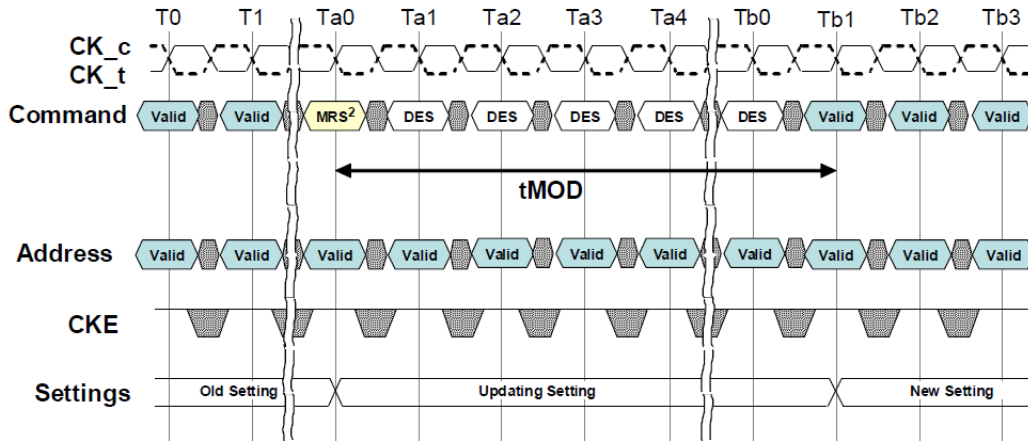 T0 T1 Ta0 Ta1 Ta2 Ta3 Ta4 Tb0 Tb1 Tb2 Tb3
CK_c
CK_t
Command Valid Valid MRS² DES DES DES DES DES Valid Valid Valid
tMOD
Address Valid Valid Valid Valid Valid Valid Valid Valid Valid Valid Valid
CKE
Settings Old Setting Updating Setting New Setting